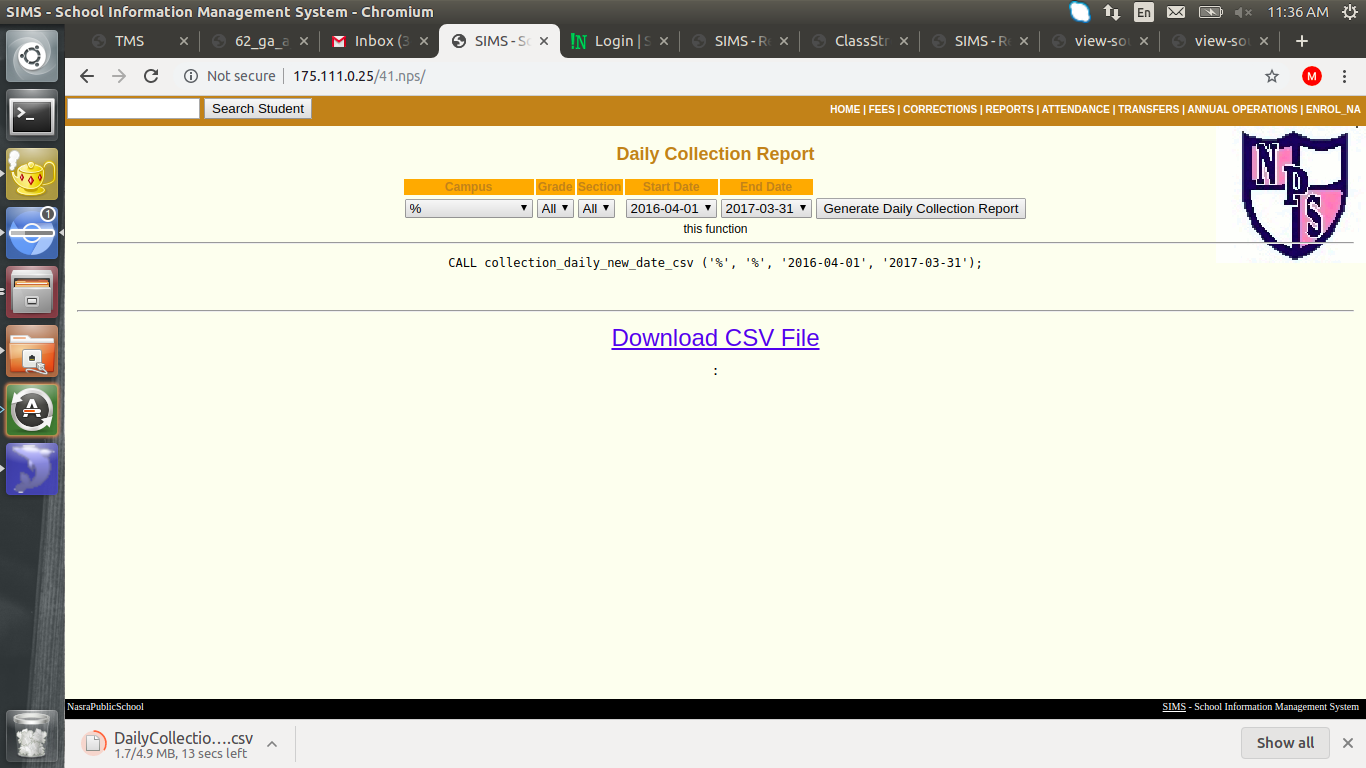 SIMS - School Information Management System - Chromium
En
11:36 AM
TMS
62_ga_a
Inbox (3
SIMS - Sc
Login | S
SIMS - Re
ClassStr
SIMS - Re
view-sou
view-sou
Not secure
175.111.0.25/41.nps/
M
Search Student
HOME | FEES | CORRECTIONS | REPORTS | ATTENDANCE | TRANSFERS | ANNUAL OPERATIONS | ENROL_NA
NPS
Daily Collection Report
Campus Grade Section Start Date End Date
% All All 2016-04-01 2017-03-31 Generate Daily Collection Report
this function
CALL collection_daily_new_date_csv ('%', '%', '2016-04-01', '2017-03-31');
Download CSV File
:
1
A
NasraPublicSchool
SIMS - School Information Management System
DailyCollectio....csv
1.7/4.9 MB, 13 secs left
Show all